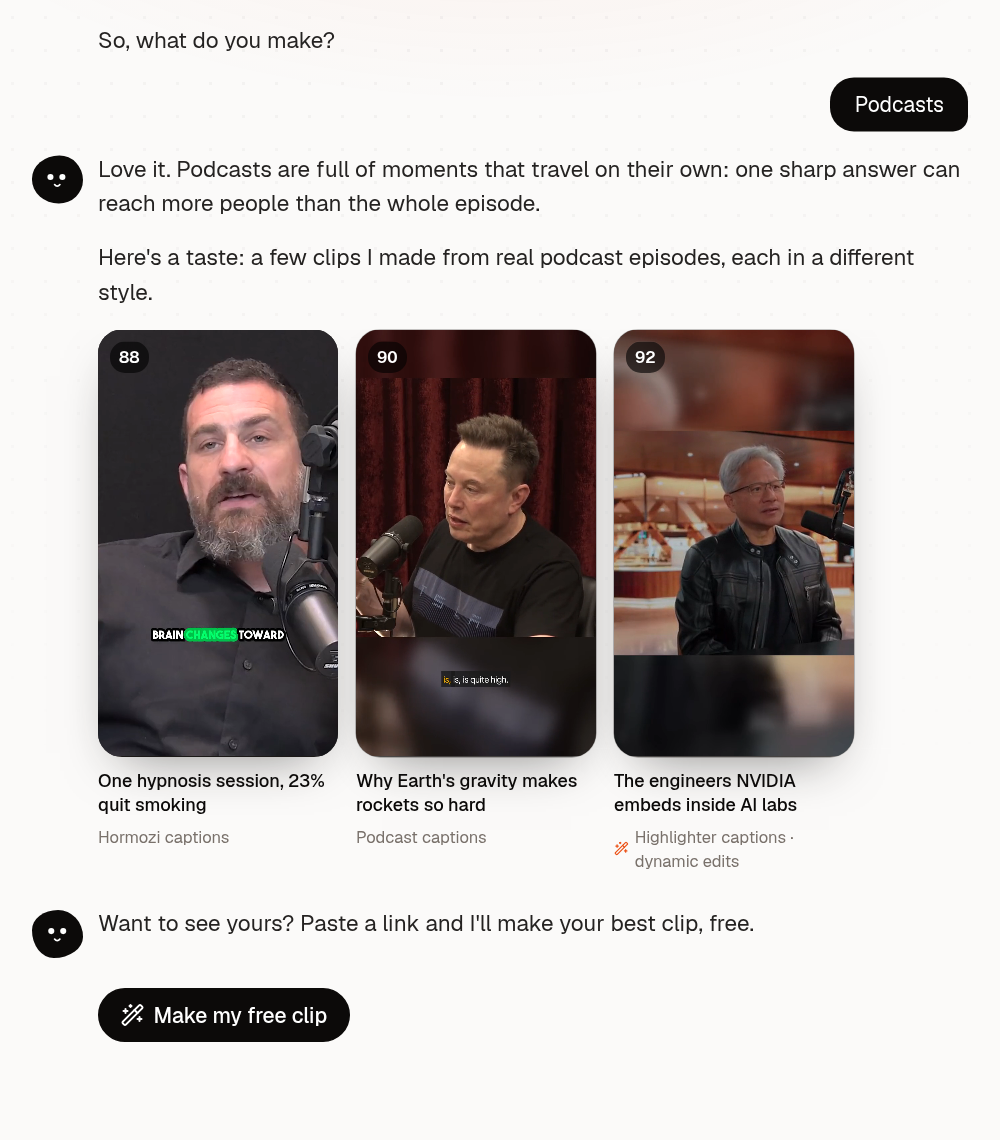 So, what do you make?
Podcasts
Love it. Podcasts are full of moments that travel on their own: one sharp answer can
reach more people than the whole episode.
Here's a taste: a few clips I made from real podcast episodes, each in a different
style.
88
90
92
BRAIN CHANGES TOWARD
is, is, is quite high.
One hypnosis session, 23%
quit smoking
Hormozi captions
Why Earth's gravity makes
rockets so hard
Podcast captions
The engineers NVIDIA
embeds inside AI labs
Highlighter captions ·
dynamic edits
Want to see yours? Paste a link and I'll make your best clip, free.
Make my free clip